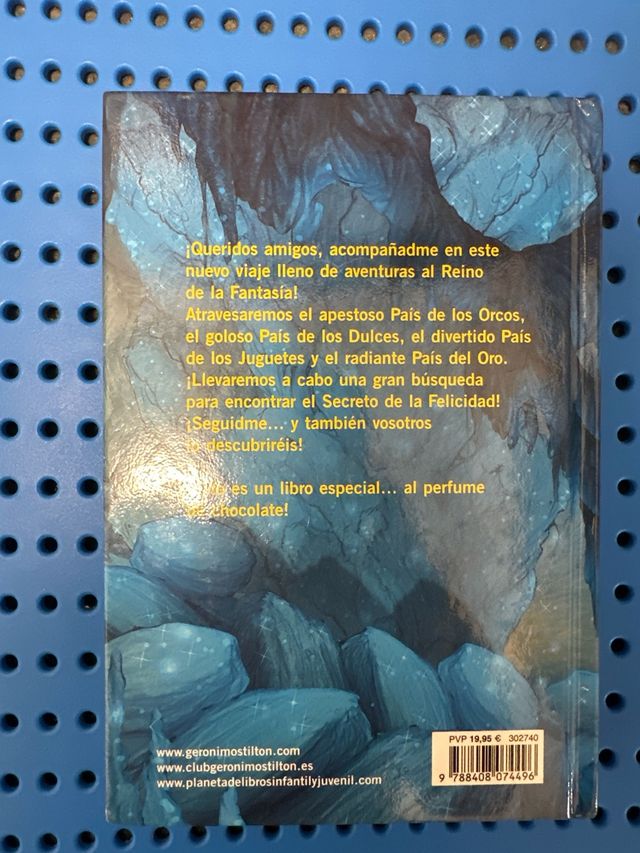 ¡Queridos amigos, acompañadme en este
nuevo viaje lleno de aventuras al Reino
de la Fantasía!
Atravesaremos el apestoso País de los Orcos,
el goloso País de los Dulces, el divertido País
de los Juguetes y el radiante País del Oro.
¡Llevaremos a cabo una gran búsqueda
para encontrar el Secreto de la Felicidad!
¡Seguidme... y también vosotros
lo descubriréis!
es un libro especial... al perfume
de chocolate!
www.geronimostilton.com
www.clubgeronimostilton.es
www.planetadelibrosinfantilyjuvenil.com
PVP 19,95 € 302740
9 788408 074496